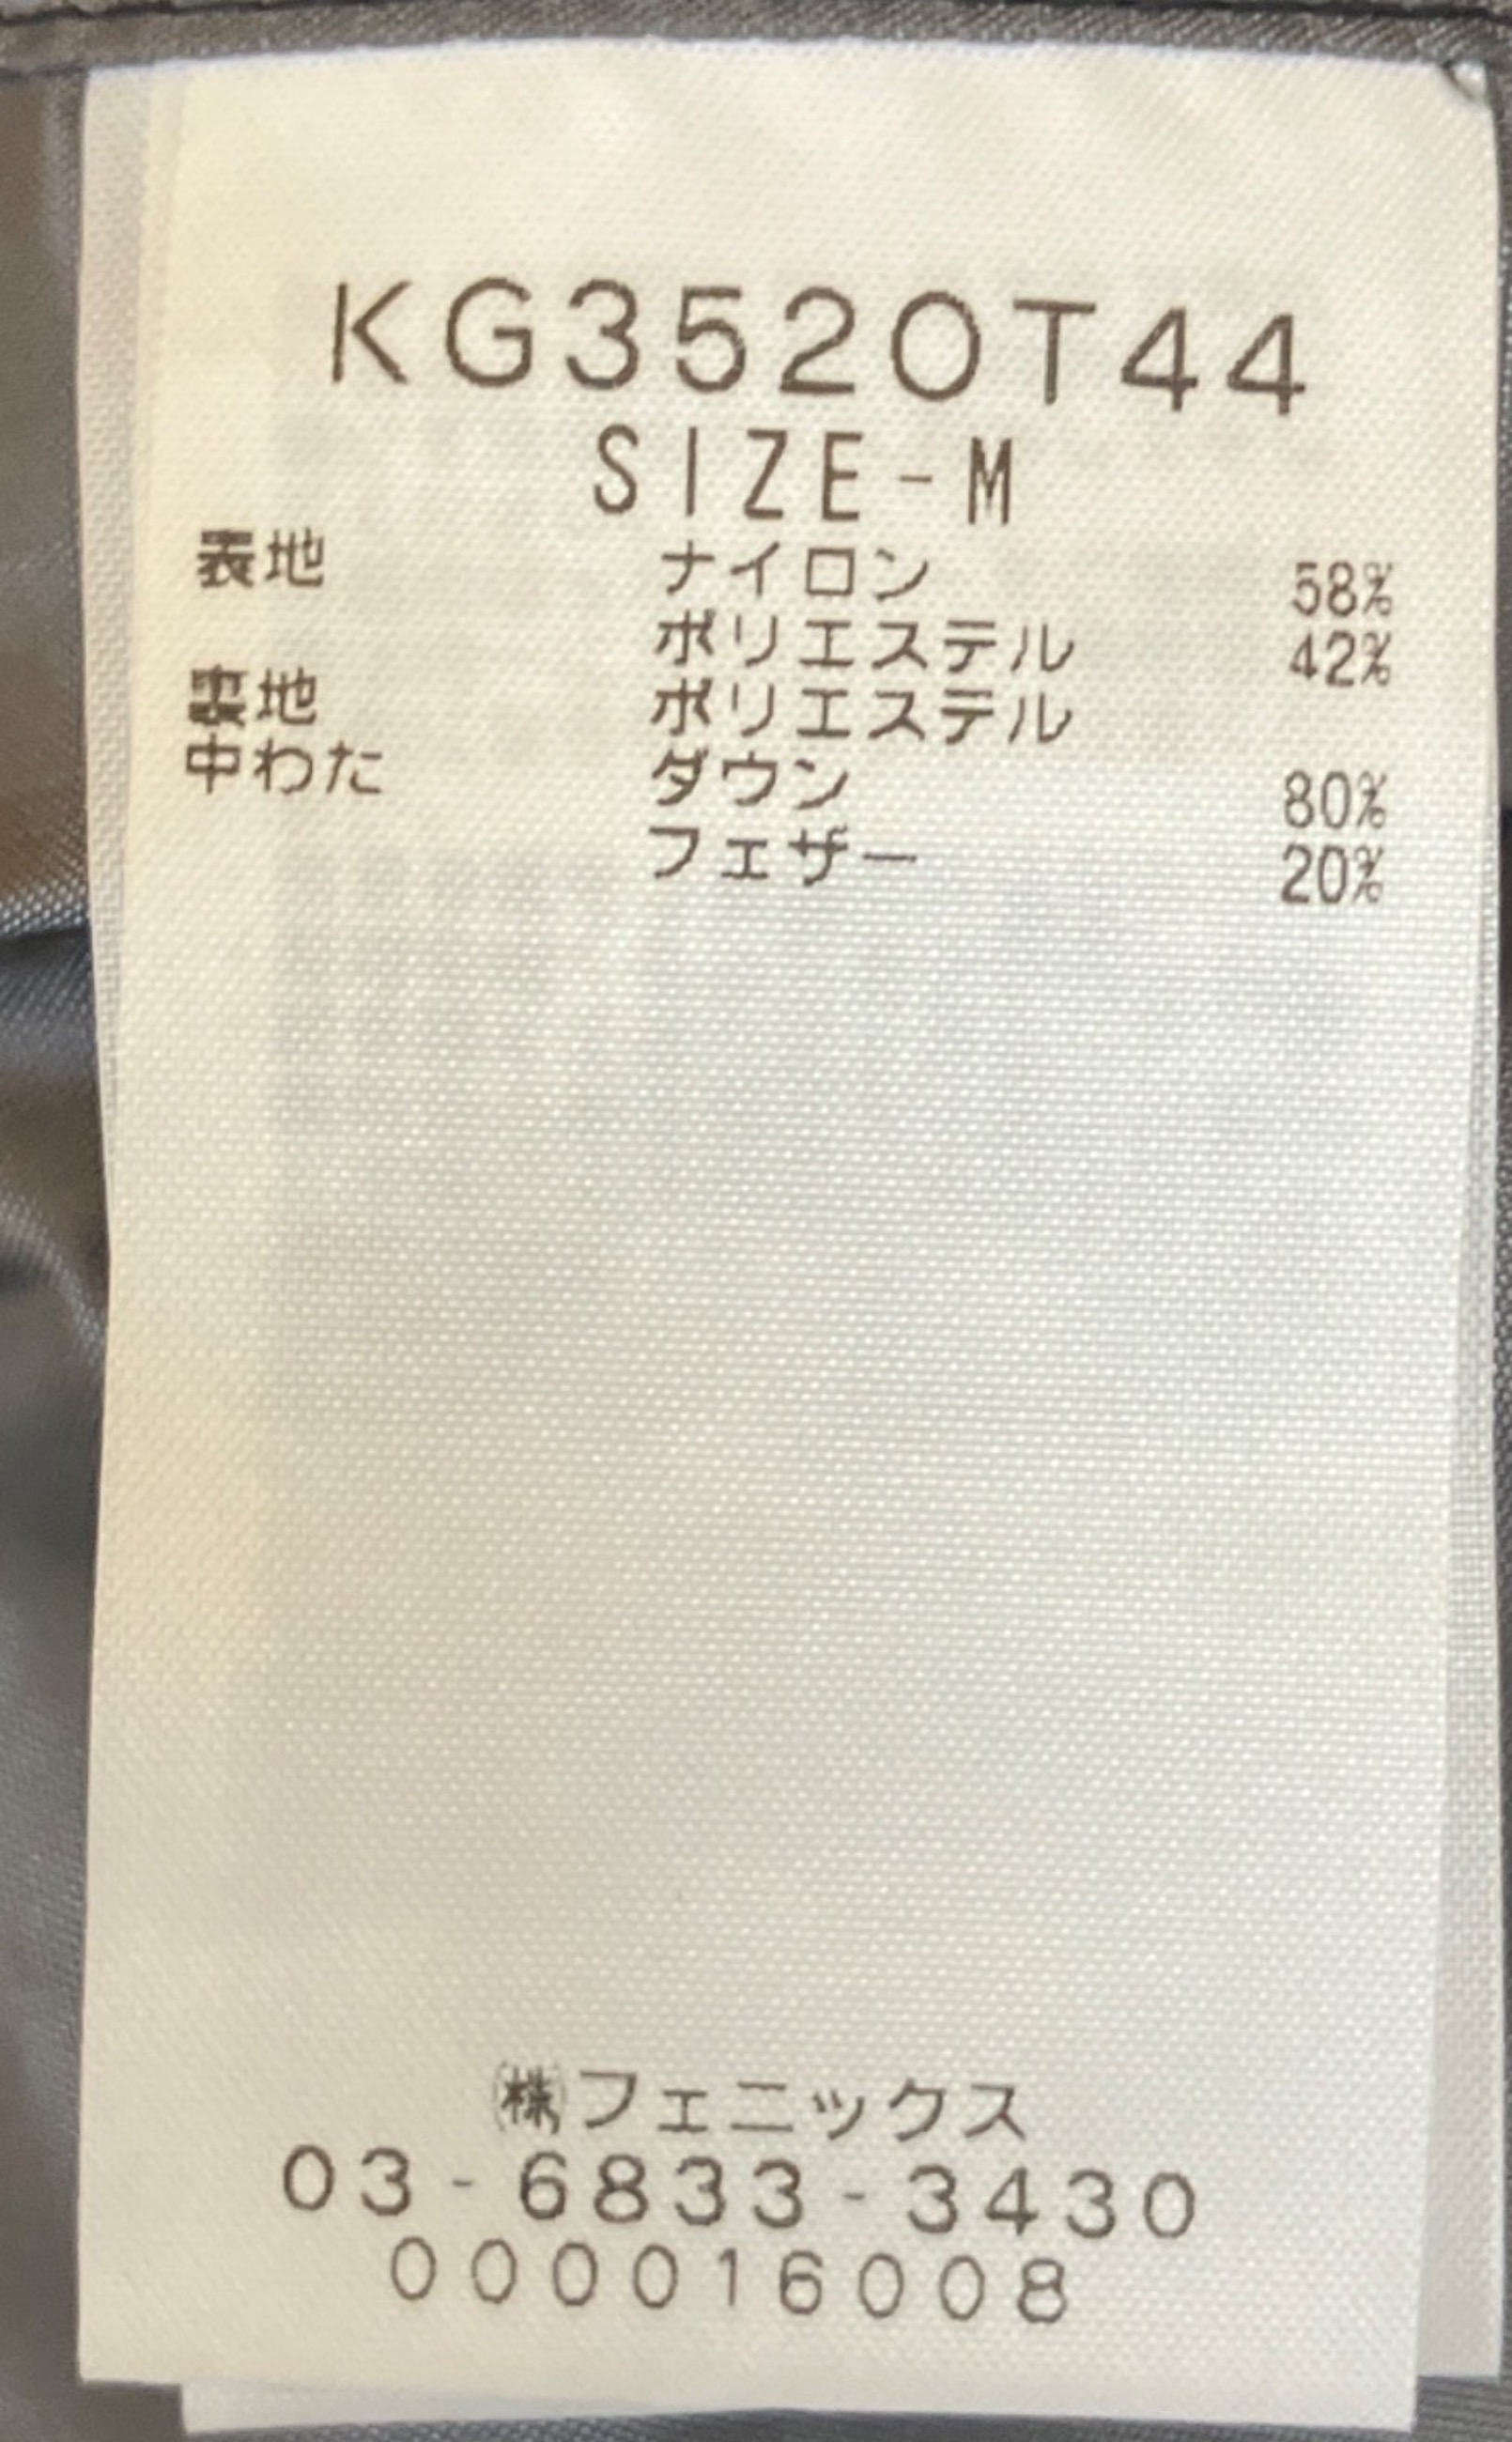 KG3520T44
SIZE-M
表地 ナイロン 58%
ポリエステル 42%
裏地 ポリエステル
中わた ダウン 80%
フェザー 20%
㈱フェニックス
03-6833-3430
000016008